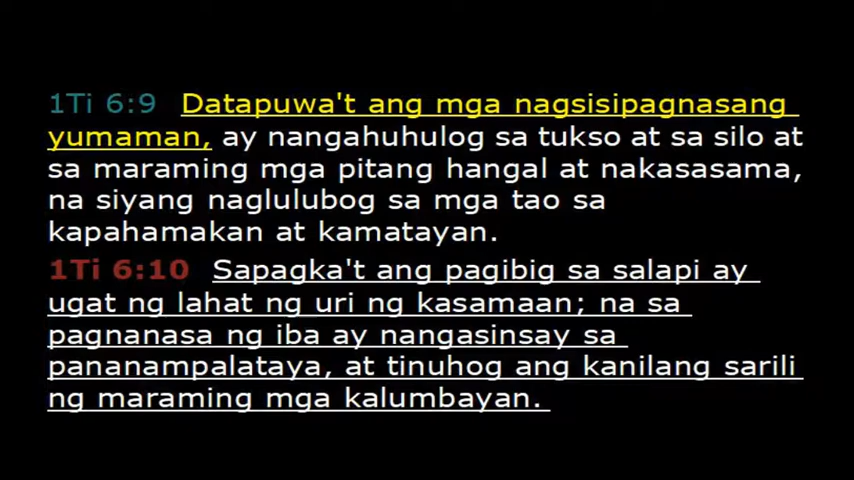 1Ti 6:9 Datapuwa't ang mga nagsisipagnasang
yumaman, ay nangahuhulog sa tukso at sa silo at
sa maraming mga pitang hangal at nakasasama,
na siyang naglulubog sa mga tao sa
kapahamakan at kamatayan.
1Ti 6:10 Sapagka't ang pagibig sa salapi ay
ugat ng lahat ng uri ng kasamaan; na sa
pagnanasa ng iba ay nangasinsay sa
pananampalataya, at tinuhog ang kanilang sarili
ng maraming mga kalumbayan.